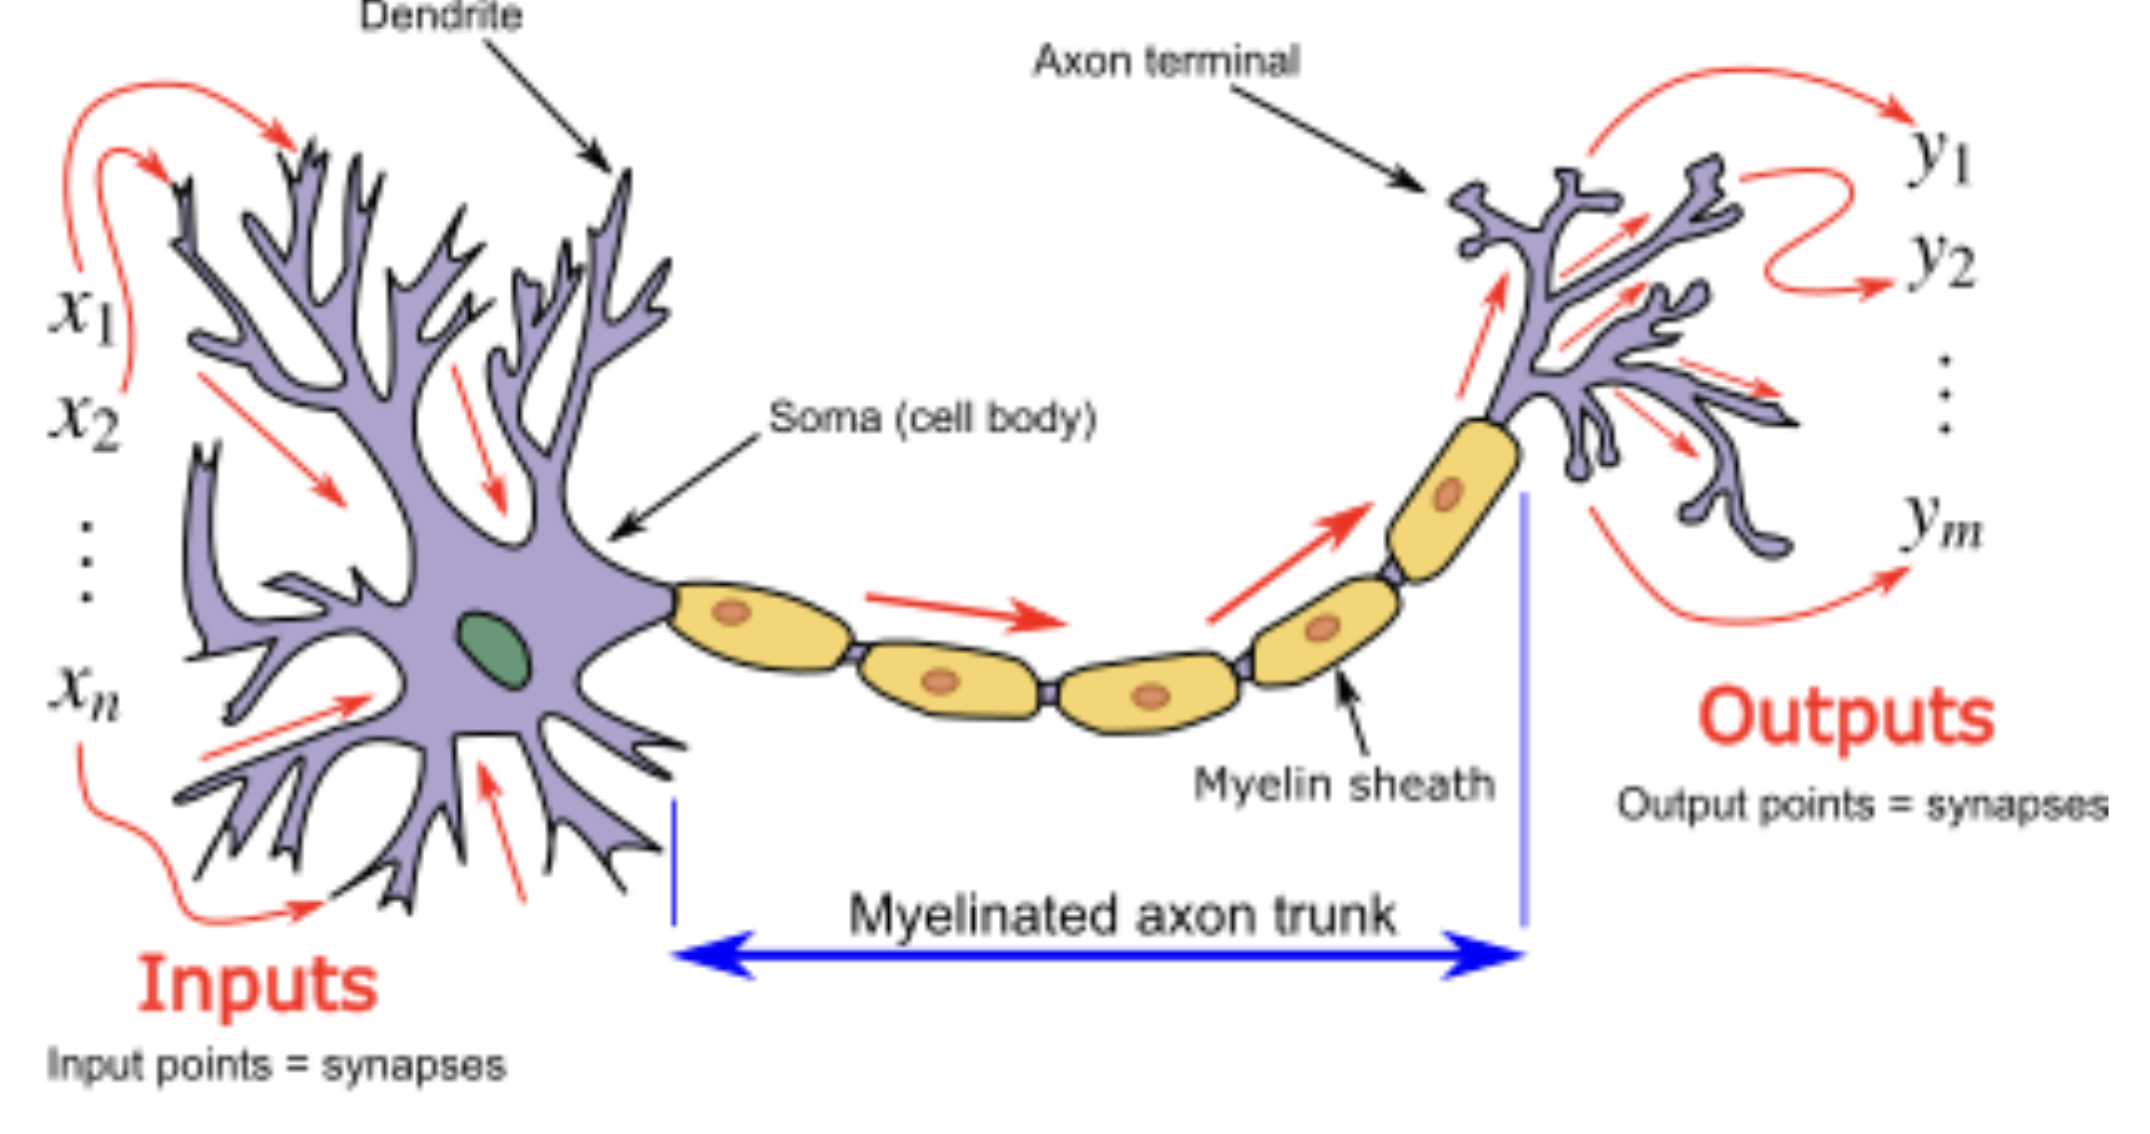 Dendrite
Axon terminal
y1
x1
y2
x2
Soma (cell body)
⋮
⋮
ym
xn
Outputs
Myelin sheath
Output points = synapses
Myelinated axon trunk
Inputs
Input points = synapses